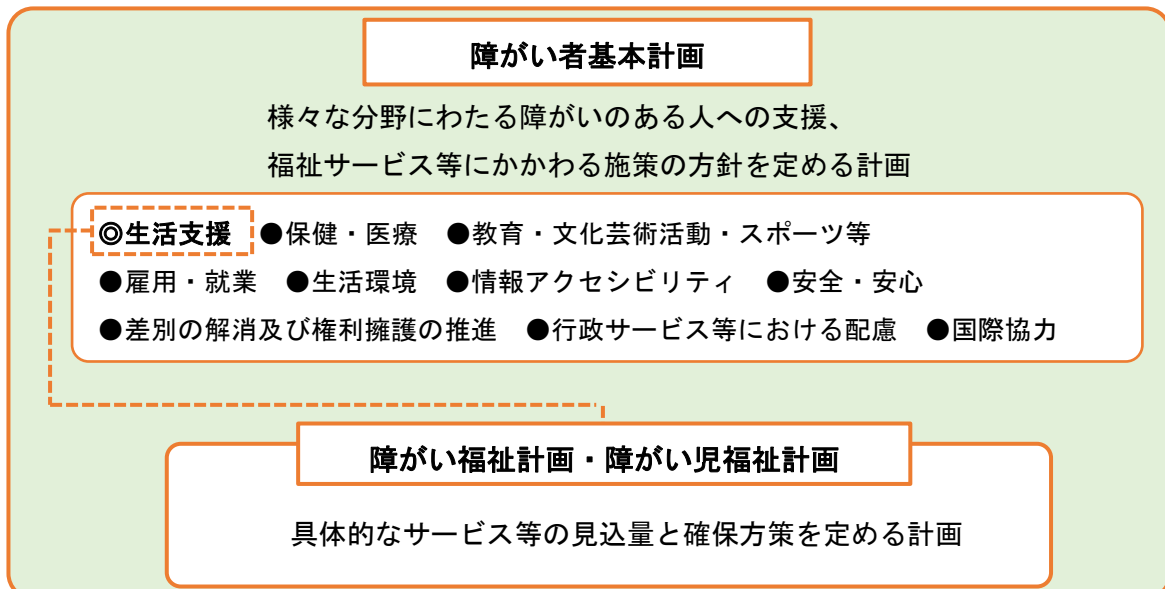 障がい者基本計画
様々な分野にわたる障がいのある人への支援、
福祉サービス等にかかわる施策の方針を定める計画
◎生活支援 ●保健・医療 ●教育・文化芸術活動・スポーツ等
●雇用・就業 ●生活環境 ●情報アクセシビリティ ●安全・安心
●差別の解消及び権利擁護の推進 ●行政サービス等における配慮 ●国際協力
障がい福祉計画・障がい児福祉計画
具体的なサービス等の見込量と確保方策を定める計画